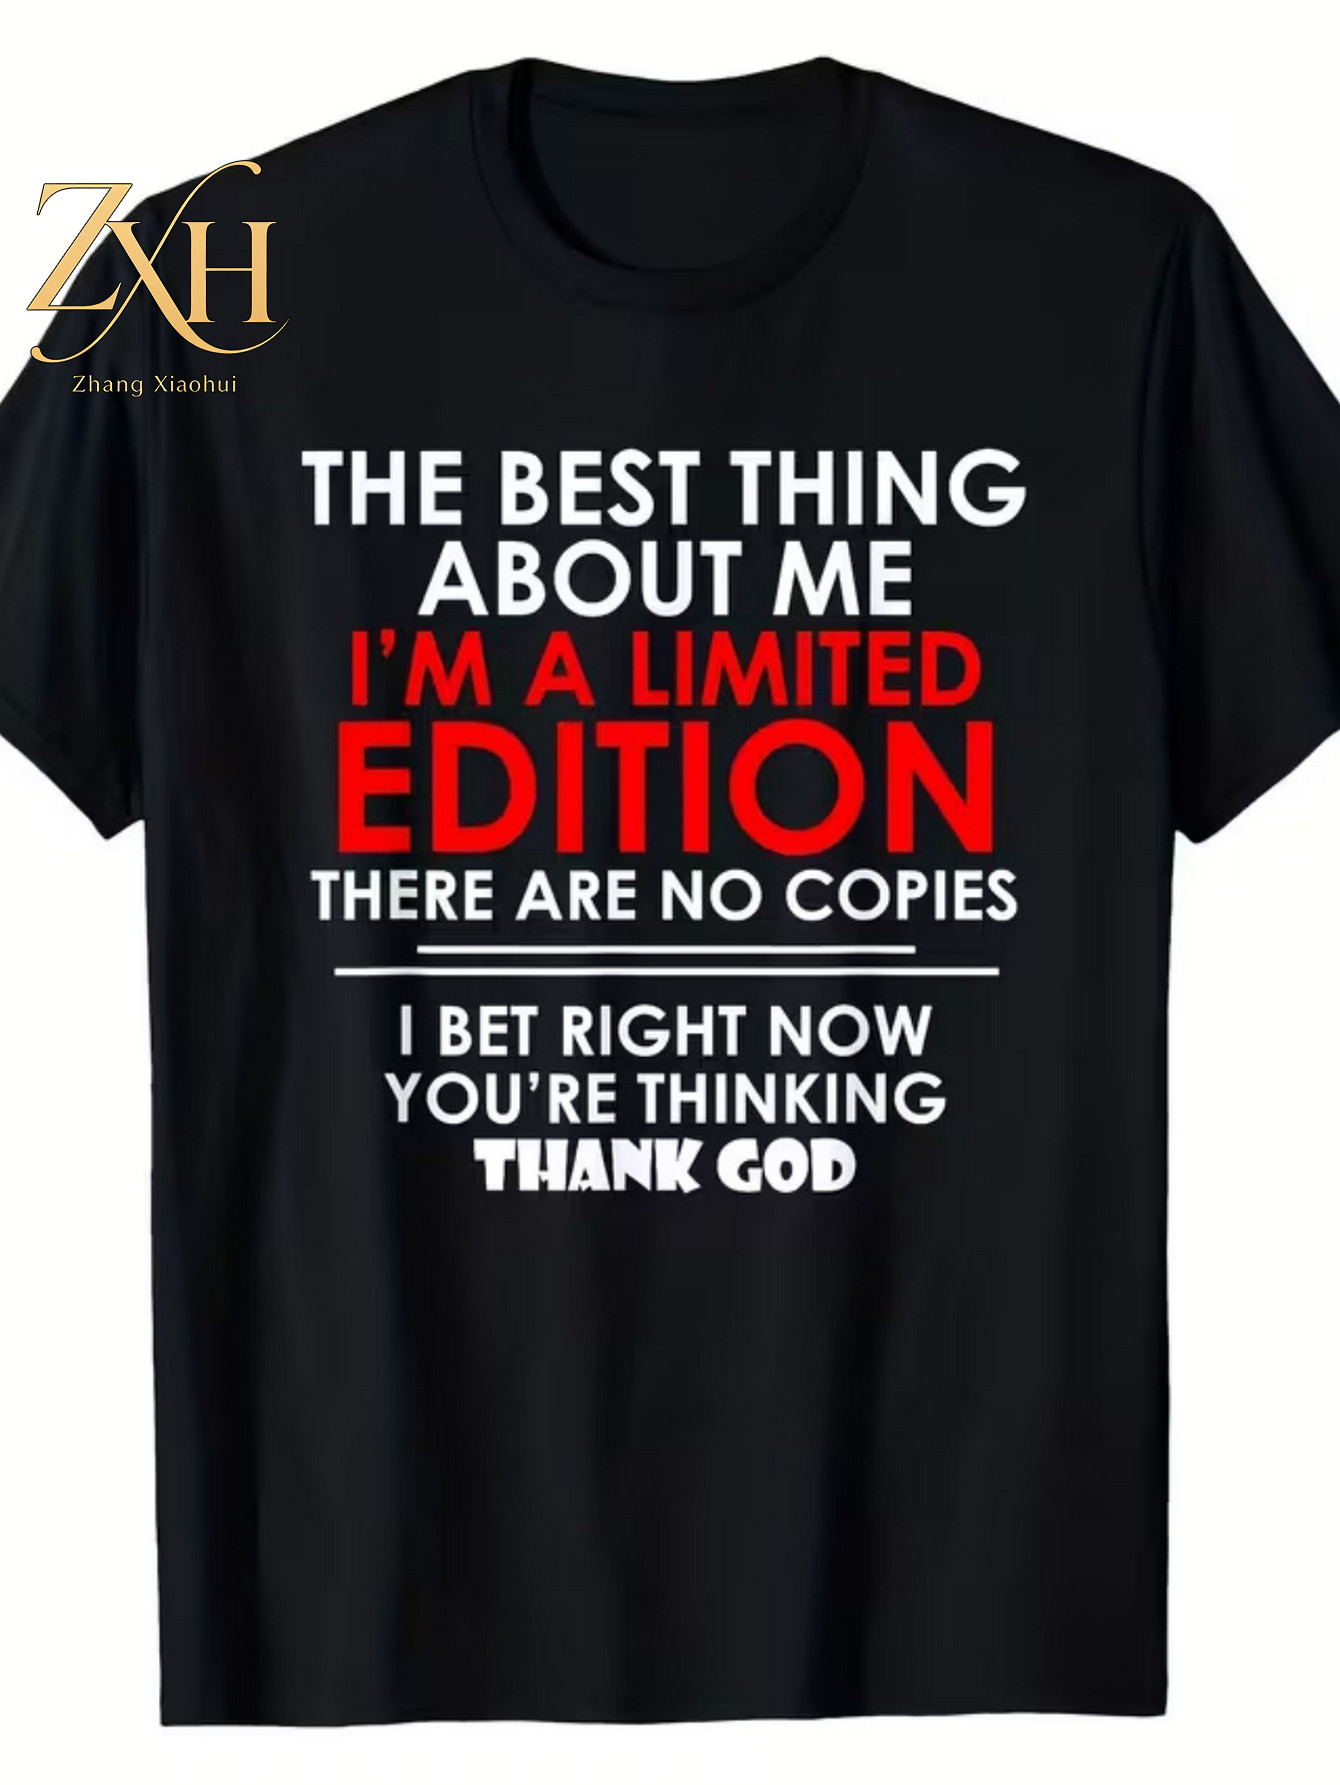 ZXH
Zhang Xiaohui
THE BEST THING
ABOUT ME
I'M A LIMITED
EDITION
THERE ARE NO COPIES
I BET RIGHT NOW
YOU'RE THINKING
THANK GOD